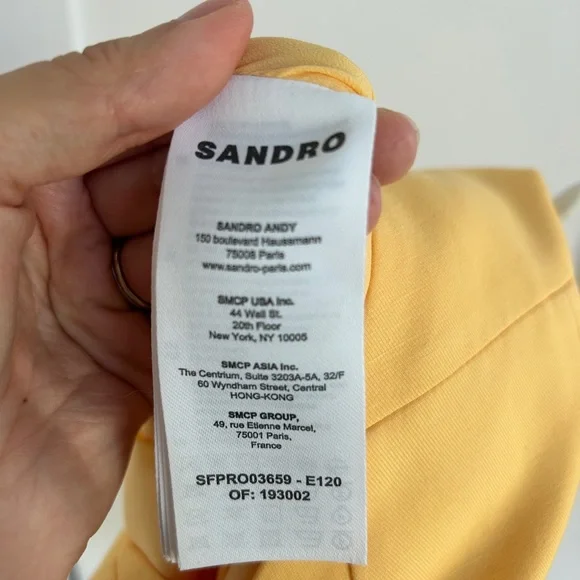 SANDRO
SANDRO ANDY
150 boulevard Haussmann
75008 Paris
www.sandro-paris.com
SMCP USA Inc.
44 Wall St.
20th Floor
New York, NY 10005
SMCP ASIA Inc.
The Centrium, Suite 3203A-5A, 32/F
60 Wyndham Street, Central
HONG-KONG
SMCP GROUP,
49, rue Etienne Marcel,
75001 Paris,
France
SFPRO03659 - E120
OF: 193002